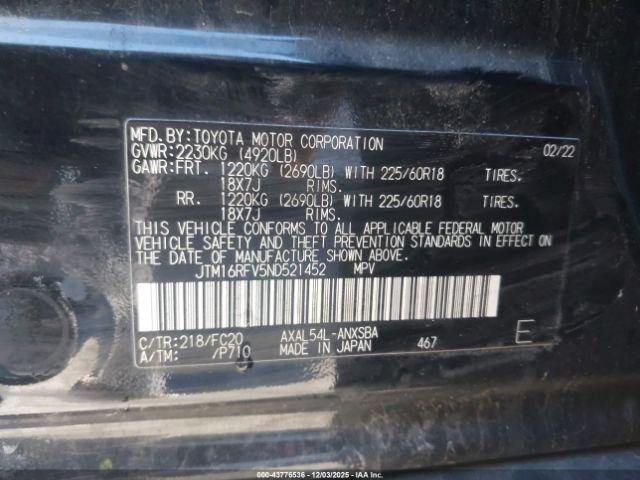 MFD.BY:TOYOTA MOTOR CORPORATION 02/22
GVWR:2230KG (4920LB)
GAWR:FRT. 1220KG (2690LB) WITH 225/60R18 TIRES.
18X7J RIMS.
RR. 1220KG (2690LB) WITH 225/60R18 TIRES.
18X7J RIMS.
THIS VEHICLE CONFORMS TO ALL APPLICABLE FEDERAL MOTOR
VEHICLE SAFETY AND THEFT PREVENTION STANDARDS IN EFFECT ON
THE DATE OF MANUFACTURE SHOWN ABOVE.
JTM16RFV5ND521452 MPV
C/TR:218/FC20 AXAL54L-ANXSBA E
A/TM: /P710 MADE IN JAPAN 467
000-43776536 - 12/03/2025 - IAA, Inc.